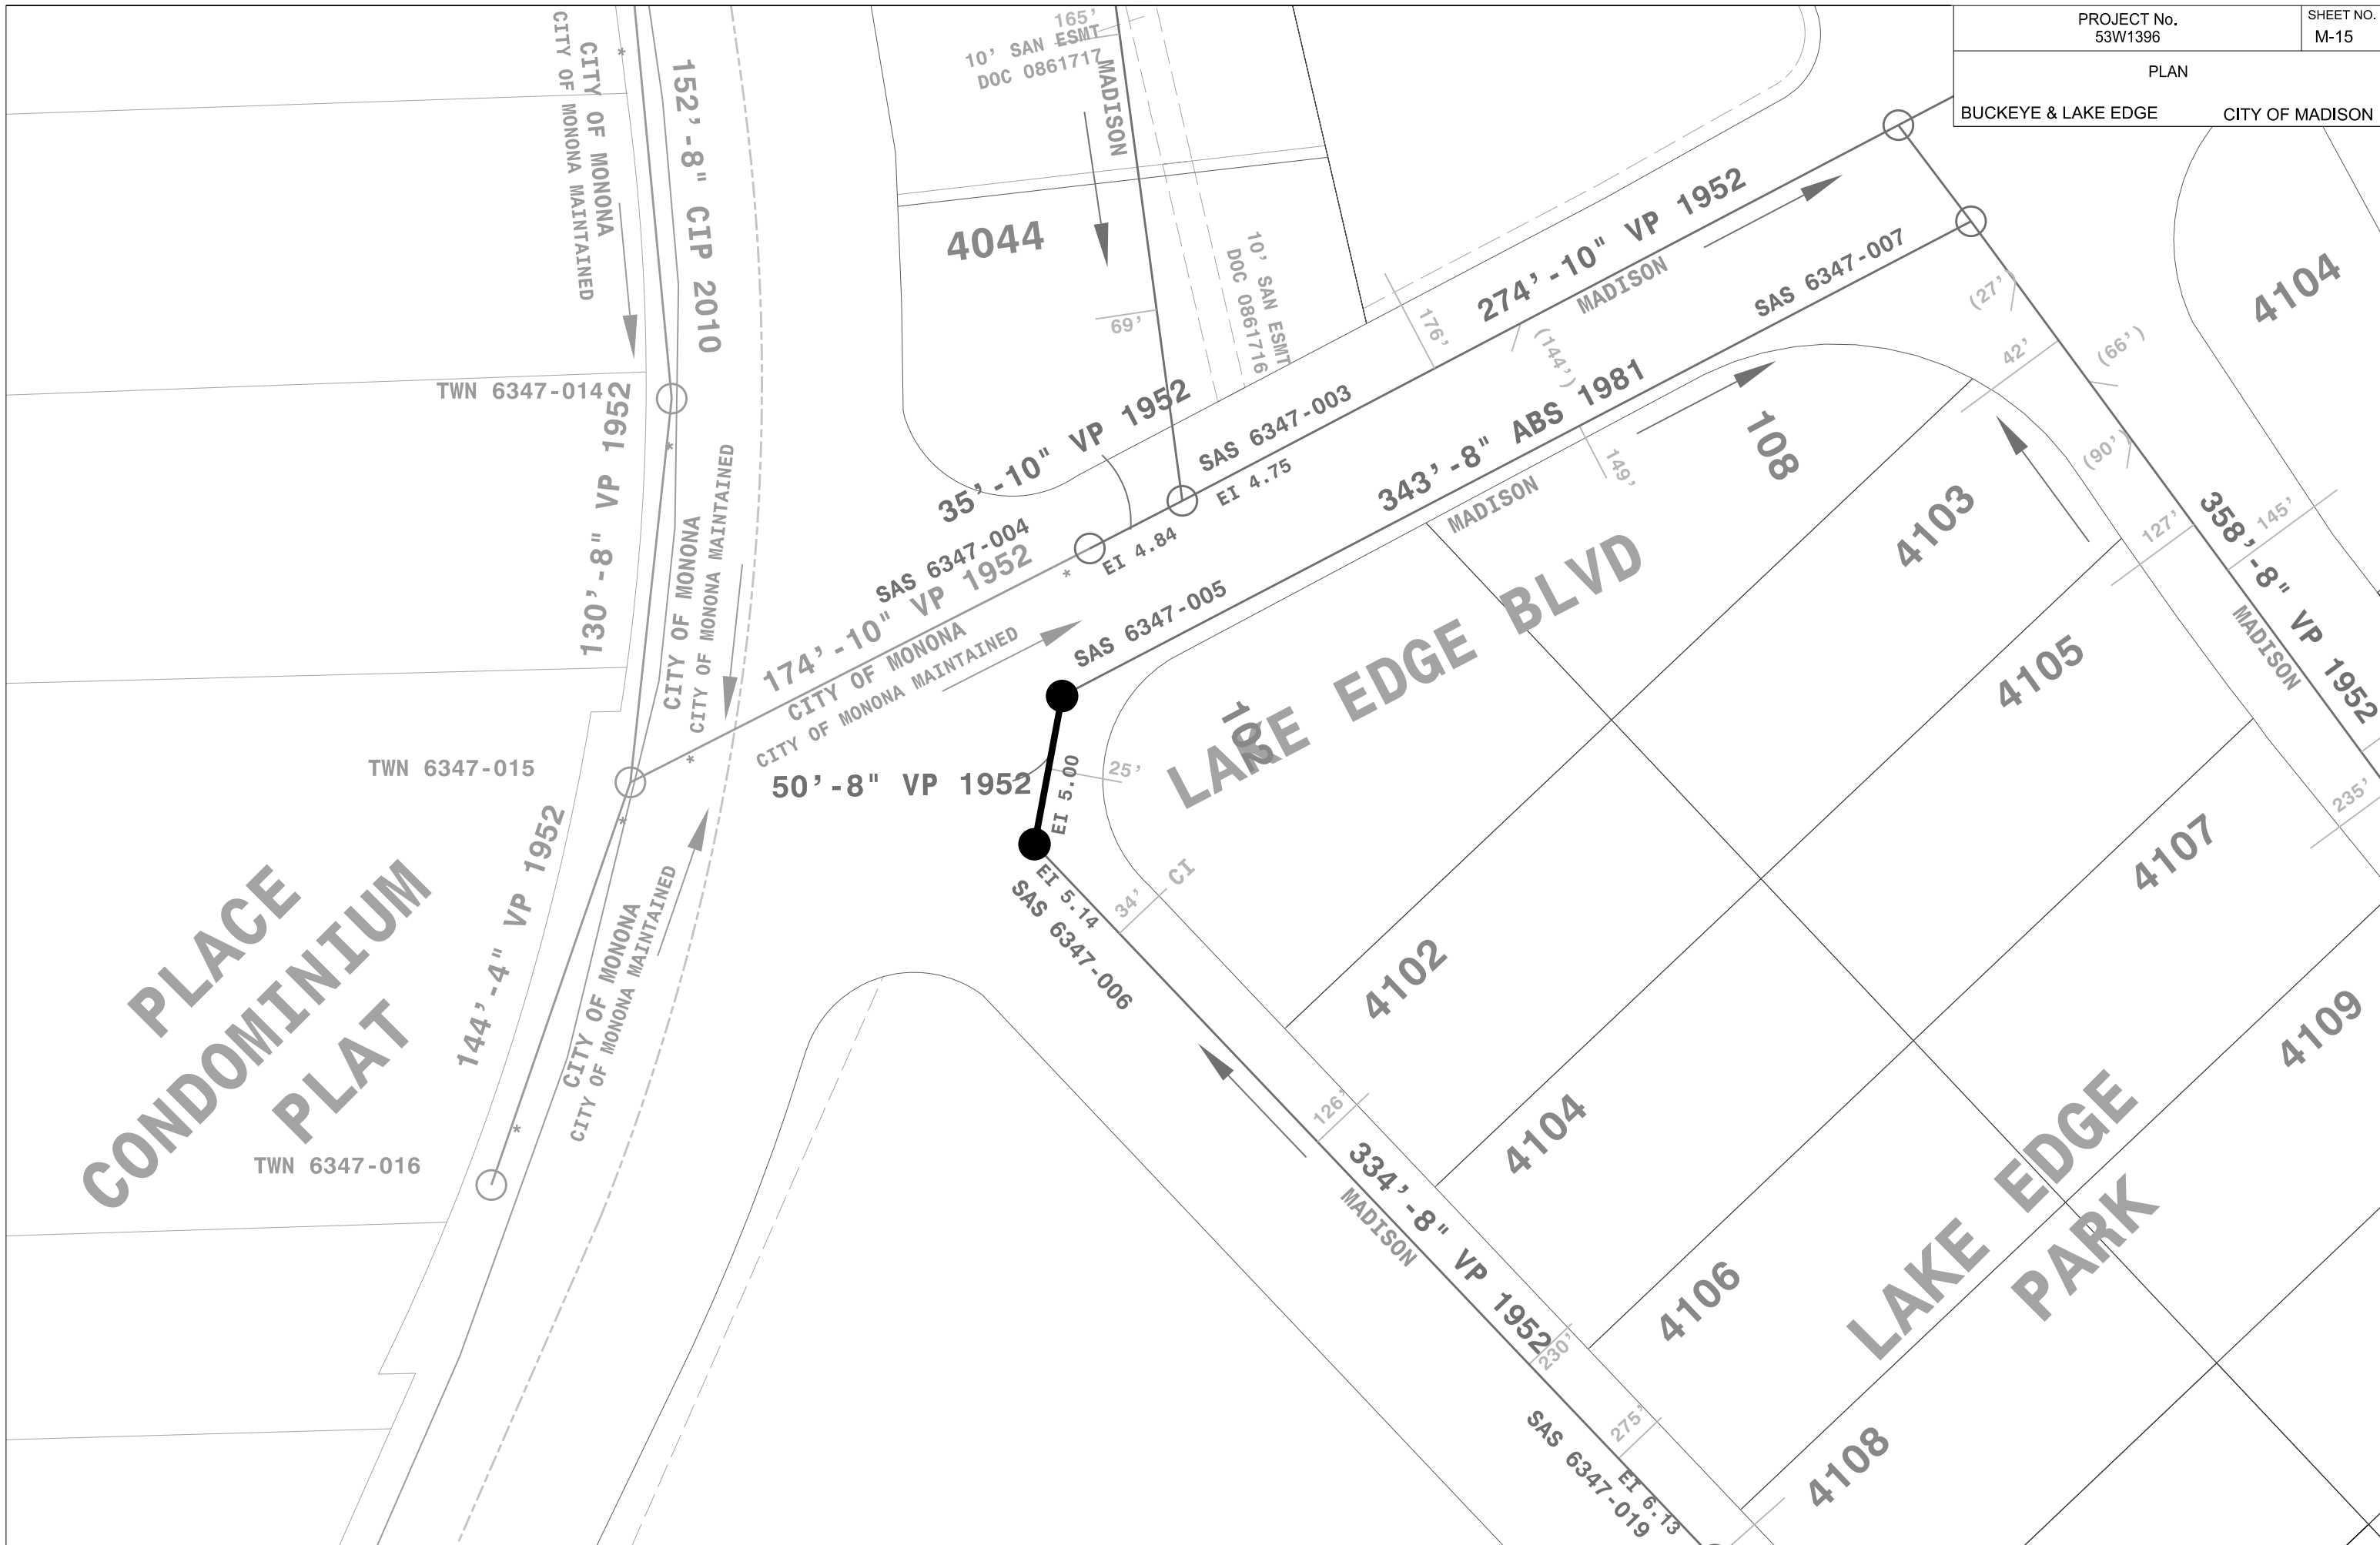 PROJECT No.
53W1396
SHEET NO.
M-15
PLAN
BUCKEYE & LAKE EDGE
CITY OF MADISON
CITY OF MONONA
CITY OF MONONA MAINTAINED
152'-8" CIP 2010
165'
10' SAN ESMT
DOC 0861717
MADISON
4044
69'
10' SAN ESMT
DOC 0861716
274'-10" VP 1952
MADISON
176'
(144')
SAS 6347-007
(27')
42'
(66')
4104
TWN 6347-014
130'-8" VP 1952
CITY OF MONONA
CITY OF MONONA MAINTAINED
35'-10" VP 1952
SAS 6347-003
EI 4.75
343'-8" ABS 1981
MADISON
149'
108
(90')
4103
SAS 6347-004
EI 4.84
174'-10" VP 1952
CITY OF MONONA
CITY OF MONONA MAINTAINED
SAS 6347-005
LAKE EDGE BLVD
102
127'
145'
358'-8" VP 1952
MADISON
4105
TWN 6347-015
50'-8" VP 1952
EI 5.00
25'
235'
4107
144'-4" VP 1952
CITY OF MONONA
CITY OF MONONA MAINTAINED
EI 5.14
SAS 6347-006
34'
CI
4102
PLACE
CONDOMINIUM
PLAT
TWN 6347-016
4109
126'
4104
334'-8" VP 1952
MADISON
4106
230'
LAKE EDGE
PARK
275'
SAS 6347-019
EI 6.13
4108